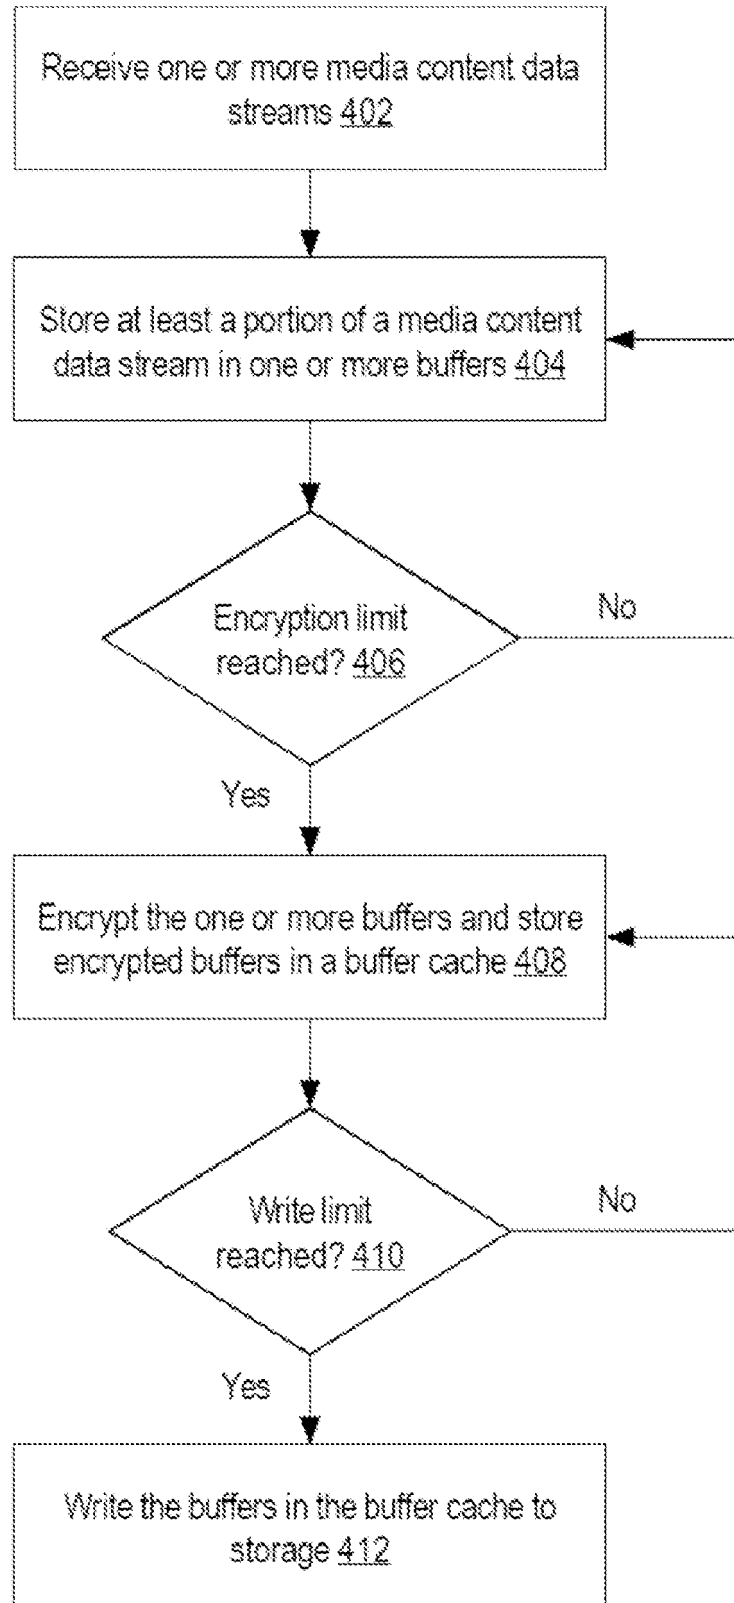 Receive one or more media content data
streams 402
Store at least a portion of a media content
data stream in one or more buffers 404
Encryption limit
reached? 406
No
Yes
Encrypt the one or more buffers and store
encrypted buffers in a buffer cache 408
Write limit
reached? 410
No
Yes
Write the buffers in the buffer cache to
storage 412